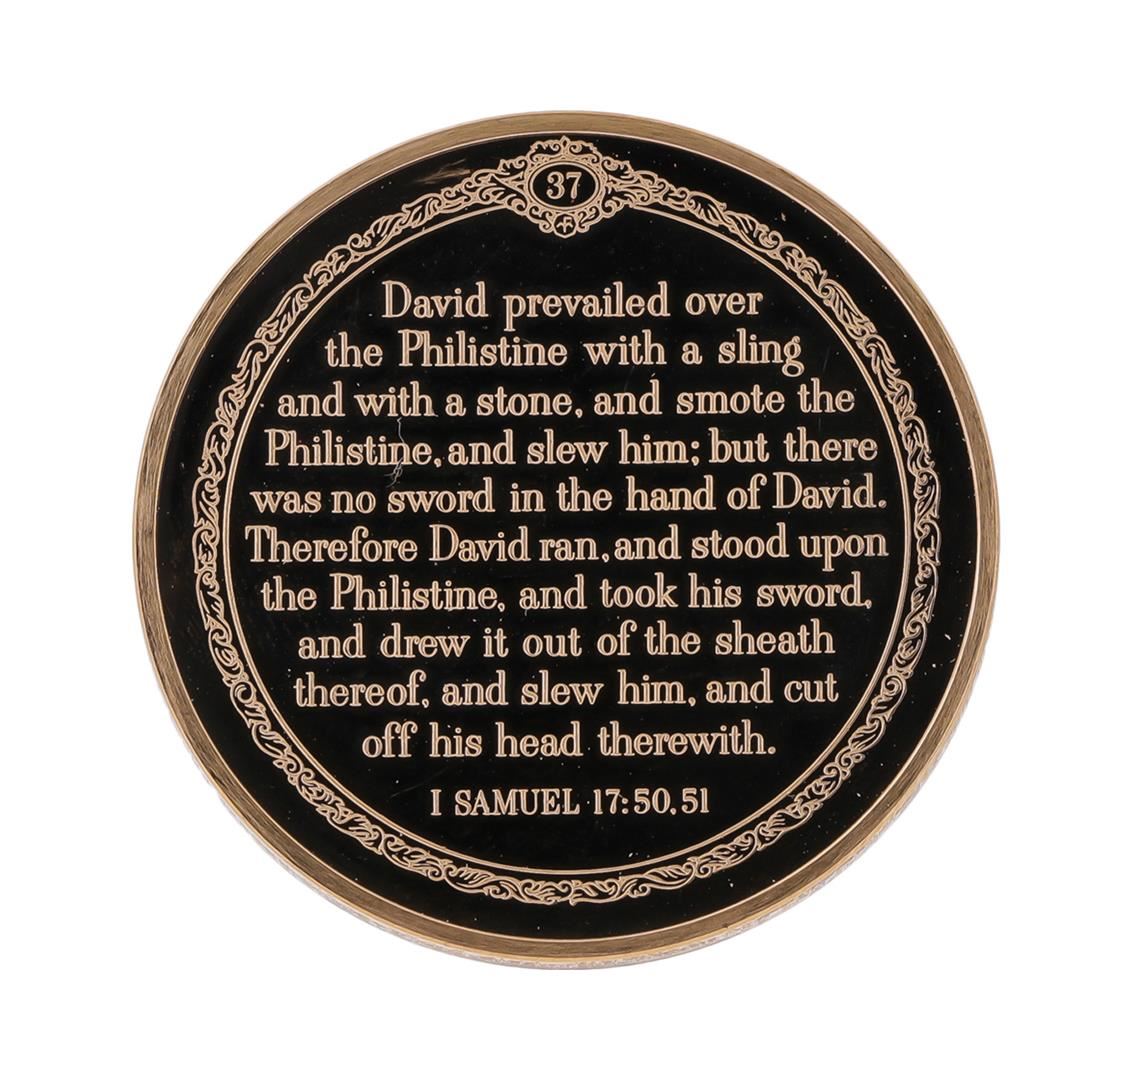 37
David prevailed over
the Philistine with a sling
and with a stone, and smote the
Philistine, and slew him; but there
was no sword in the hand of David.
Therefore David ran, and stood upon
the Philistine, and took his sword,
and drew it out of the sheath
thereof, and slew him, and cut
off his head therewith.
I SAMUEL 17:50,51